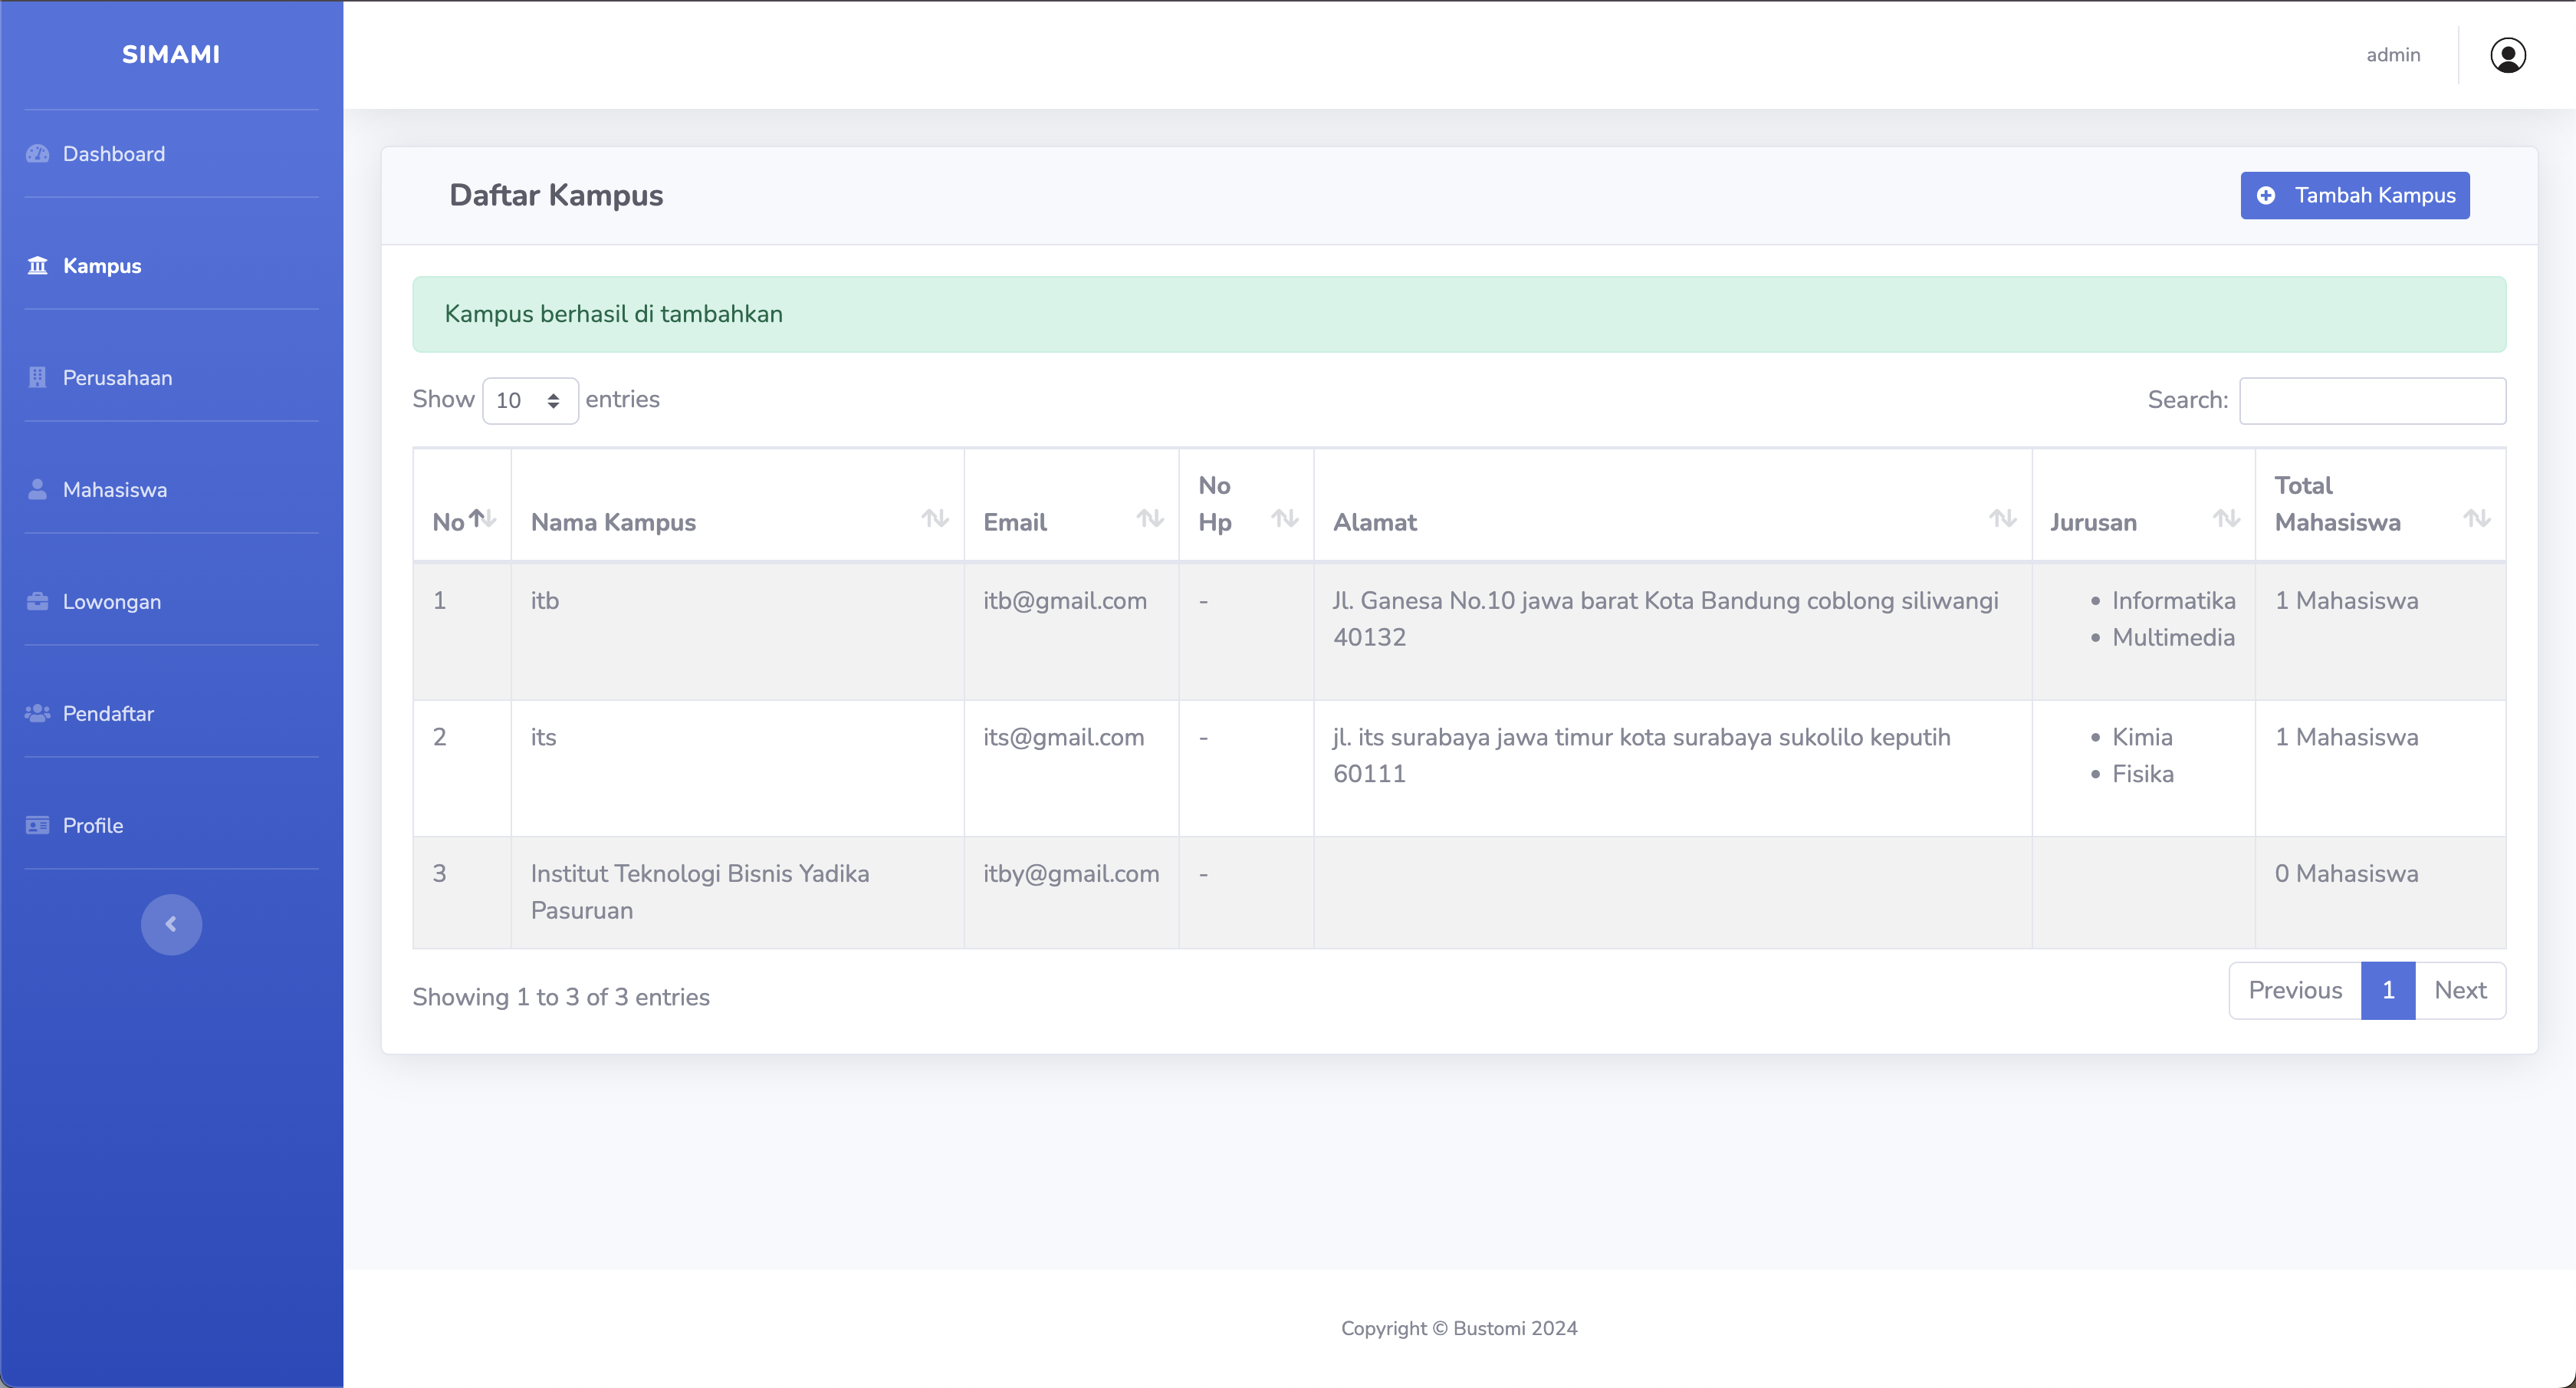 SIMAMI
admin
Dashboard
Kampus
Perusahaan
Mahasiswa
Lowongan
Pendaftar
Profile
Daftar Kampus
Tambah Kampus
Kampus berhasil di tambahkan
Show 10 entries
Search:
No
Nama Kampus
Email
No
Hp
Alamat
Jurusan
Total
Mahasiswa
1
itb
itb@gmail.com
-
Jl. Ganesa No.10 jawa barat Kota Bandung coblong siliwangi
40132
• Informatika
• Multimedia
1 Mahasiswa
2
its
its@gmail.com
-
jl. its surabaya jawa timur kota surabaya sukolilo keputih
60111
• Kimia
• Fisika
1 Mahasiswa
3
Institut Teknologi Bisnis Yadika
Pasuruan
itby@gmail.com
-
0 Mahasiswa
Showing 1 to 3 of 3 entries
Previous 1 Next
Copyright © Bustomi 2024